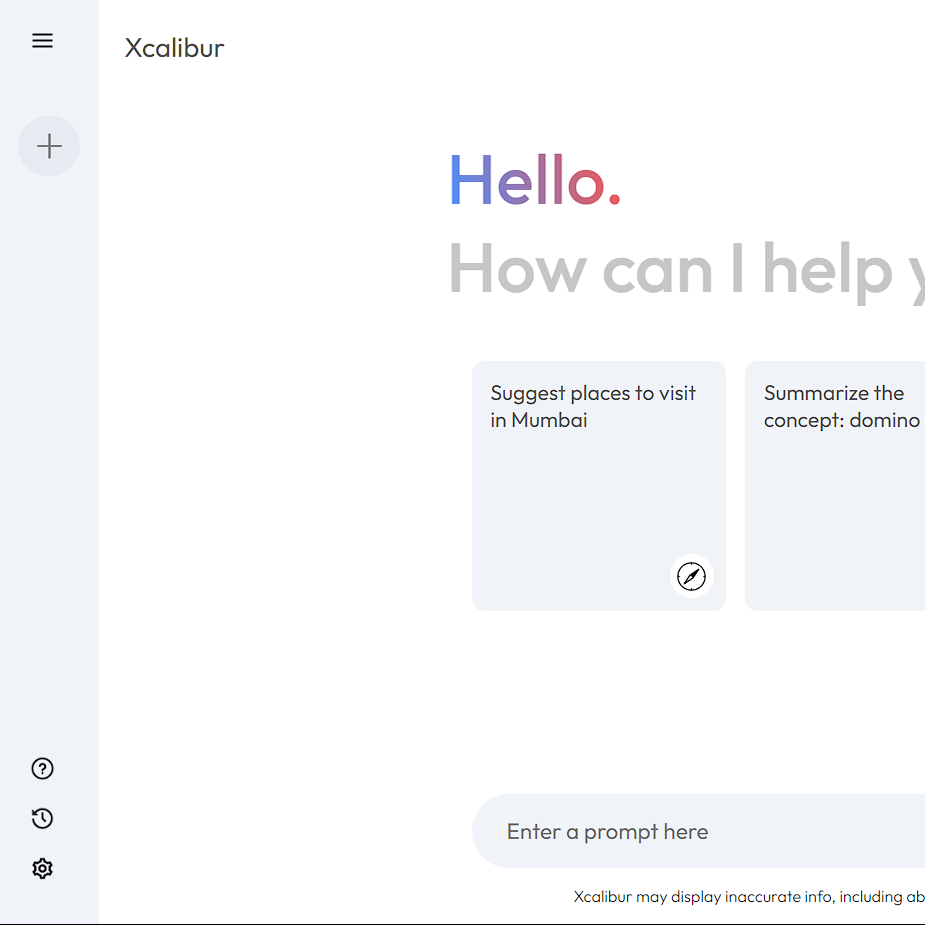 Xcalibur
Hello.
How can I help
Suggest places to visit
in Mumbai
Summarize the
concept: domino
Enter a prompt here
Xcalibur may display inaccurate info, including